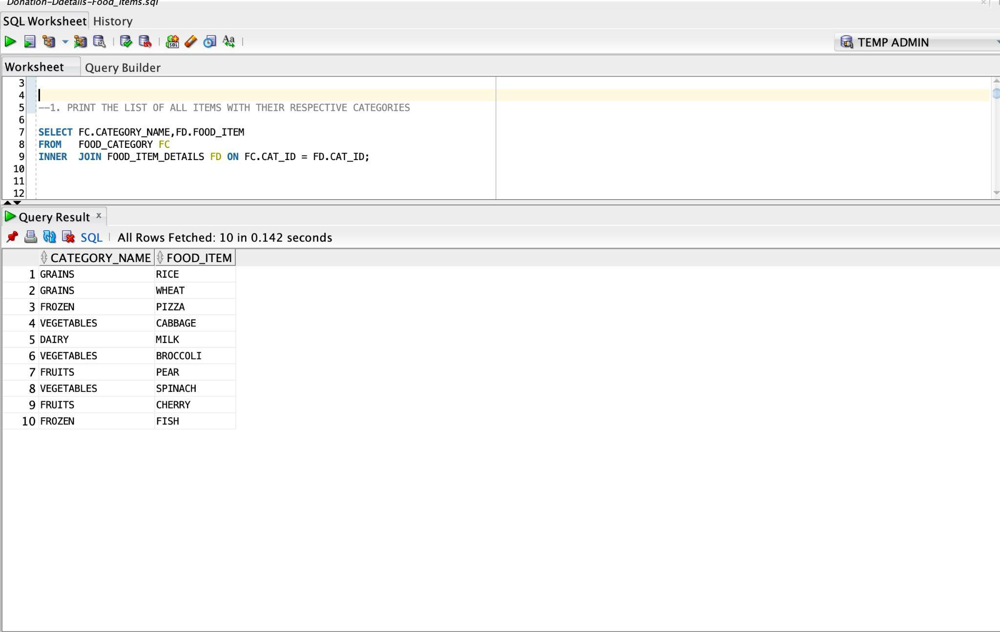 Donation-Ddetails-Food_Items.sql
SQL Worksheet History
TEMP ADMIN
Worksheet Query Builder
3
4
5 --1. PRINT THE LIST OF ALL ITEMS WITH THEIR RESPECTIVE CATEGORIES
6
7 SELECT FC.CATEGORY_NAME,FD.FOOD_ITEM
8 FROM FOOD_CATEGORY FC
9 INNER JOIN FOOD_ITEM_DETAILS FD ON FC.CAT_ID = FD.CAT_ID;
10
11
12
Query Result x
SQL All Rows Fetched: 10 in 0.142 seconds
CATEGORY_NAME FOOD_ITEM
1 GRAINS RICE
2 GRAINS WHEAT
3 FROZEN PIZZA
4 VEGETABLES CABBAGE
5 DAIRY MILK
6 VEGETABLES BROCCOLI
7 FRUITS PEAR
8 VEGETABLES SPINACH
9 FRUITS CHERRY
10 FROZEN FISH